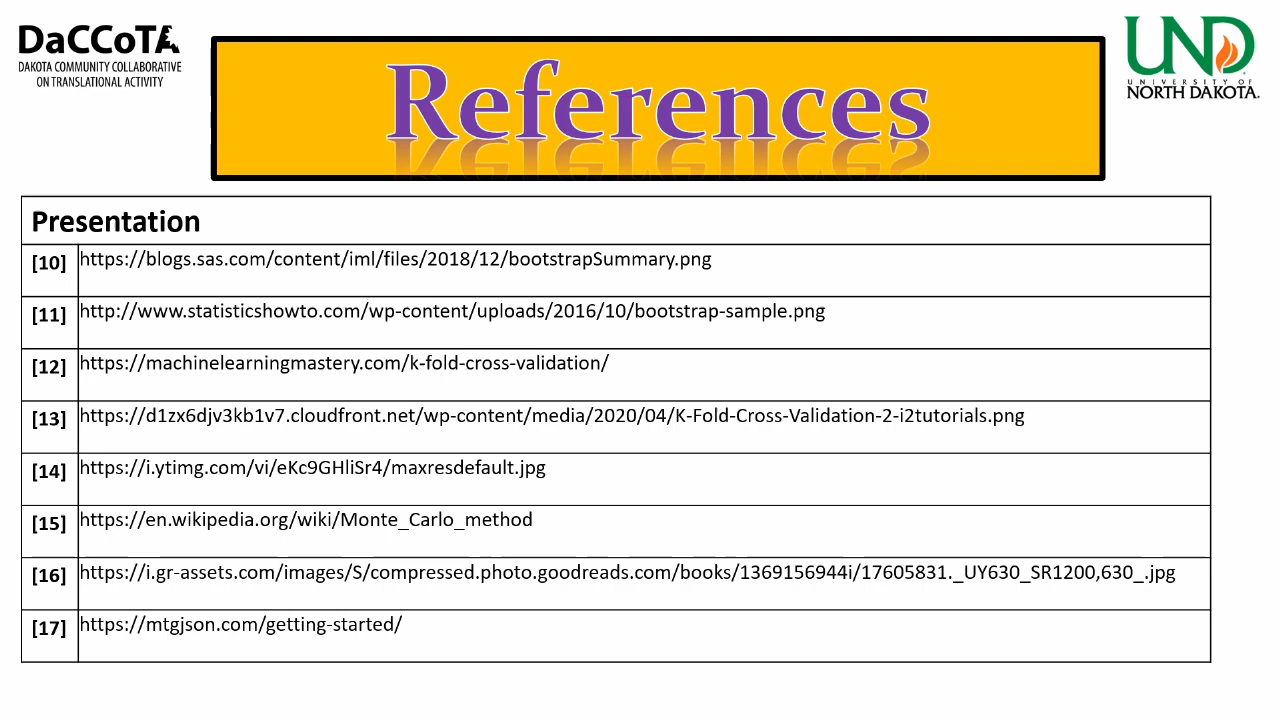 DaCCoTA
DAKOTA COMMUNITY COLLABORATIVE
ON TRANSLATIONAL ACTIVITY
References
UND
UNIVERSITY OF
NORTH DAKOTA.
Presentation
[10] https://blogs.sas.com/content/iml/files/2018/12/bootstrapSummary.png
[11] http://www.statisticshowto.com/wp-content/uploads/2016/10/bootstrap-sample.png
[12] https://machinelearningmastery.com/k-fold-cross-validation/
[13] https://d1zx6djv3kb1v7.cloudfront.net/wp-content/media/2020/04/K-Fold-Cross-Validation-2-i2tutorials.png
[14] https://i.ytimg.com/vi/eKc9GHliSr4/maxresdefault.jpg
[15] https://en.wikipedia.org/wiki/Monte_Carlo_method
[16] https://i.gr-assets.com/images/S/compressed.photo.goodreads.com/books/1369156944i/17605831._UY630_SR1200,630_.jpg
[17] https://mtgjson.com/getting-started/